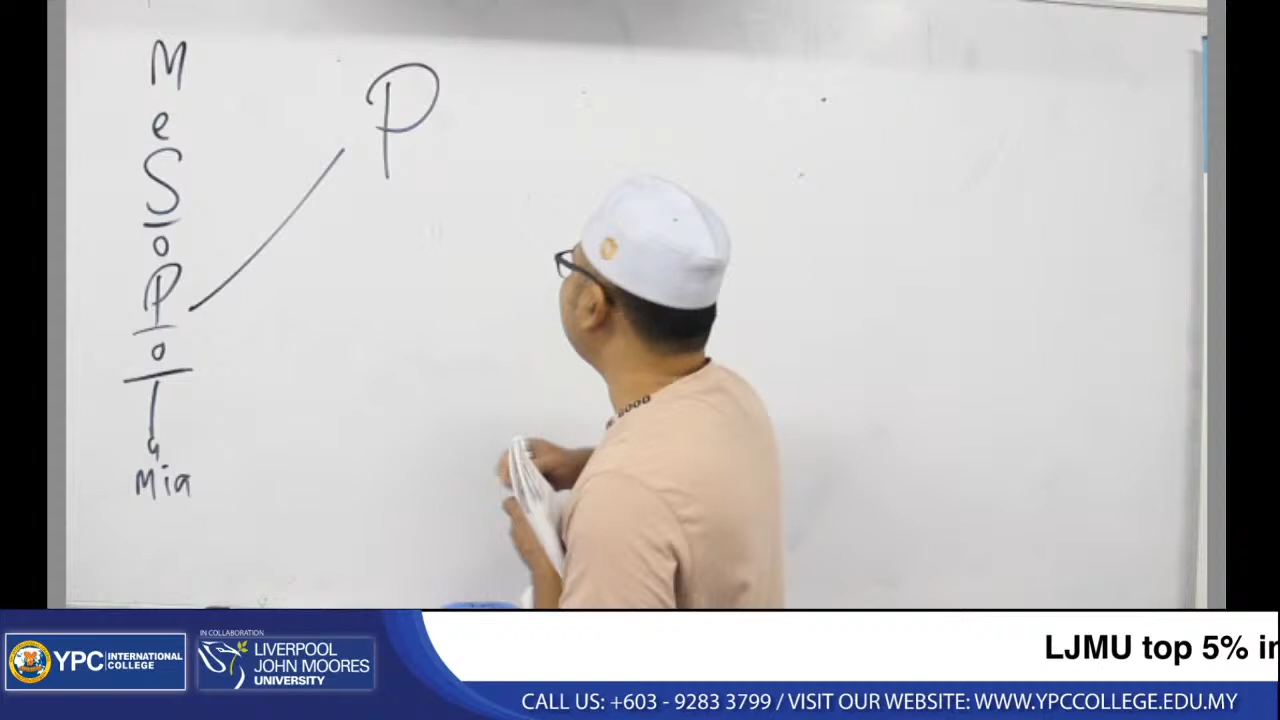 M
e
S
o
P
o
T
a
Mia
P
YPC INTERNATIONAL
COLLEGE
IN COLLABORATION
LIVERPOOL
JOHN MOORES
UNIVERSITY
LJMU top 5% in
CALL US: +603 - 9283 3799 / VISIT OUR WEBSITE: WWW.YPCCOLLEGE.EDU.MY